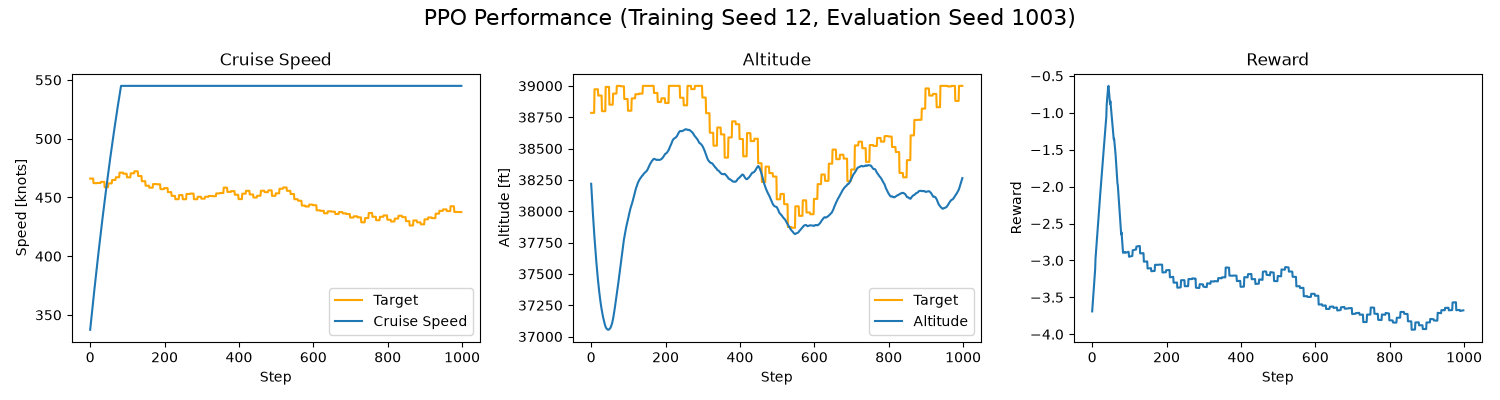 PPO Performance (Training Seed 12, Evaluation Seed 1003)
Cruise Speed
Speed [knots]
550
500
450
400
350
0 200 400 600 800 1000
Step
Target
Cruise Speed
Altitude
Altitude [ft]
39000
38750
38500
38250
38000
37750
37500
37250
37000
0 200 400 600 800 1000
Step
Target
Altitude
Reward
Reward
−0.5
−1.0
−1.5
−2.0
−2.5
−3.0
−3.5
−4.0
0 200 400 600 800 1000
Step